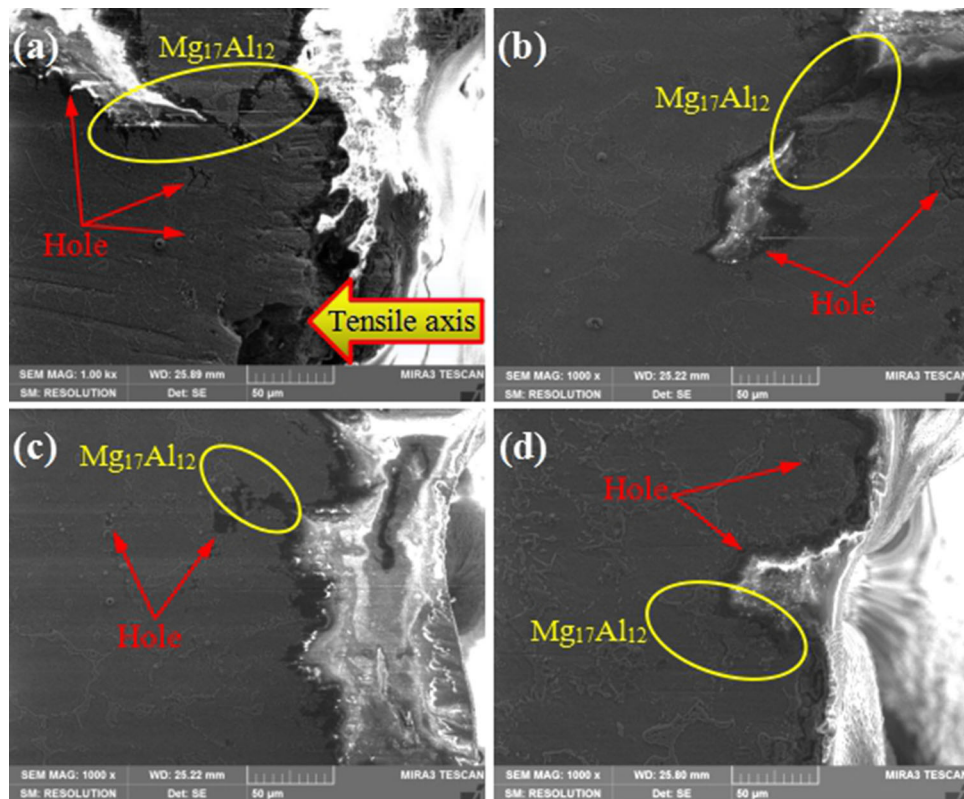 (a)
Mg₁₇Al₁₂
Hole
Tensile axis
SEM MAG: 1.00 kx
WD: 25.89 mm
MIRA3 TESCAN
SM: RESOLUTION
Det: SE
50 µm
(b)
Mg₁₇Al₁₂
Hole
SEM MAG: 1000 x
WD: 25.22 mm
MIRA3 TESCAN
SM: RESOLUTION
Det: SE
50 µm
(c)
Mg₁₇Al₁₂
Hole
SEM MAG: 1000 x
WD: 25.22 mm
MIRA3 TESCAN
SM: RESOLUTION
Det: SE
50 µm
(d)
Hole
Mg₁₇Al₁₂
SEM MAG: 1000 x
WD: 25.80 mm
MIRA3 TESCAN
SM: RESOLUTION
Det: SE
50 µm